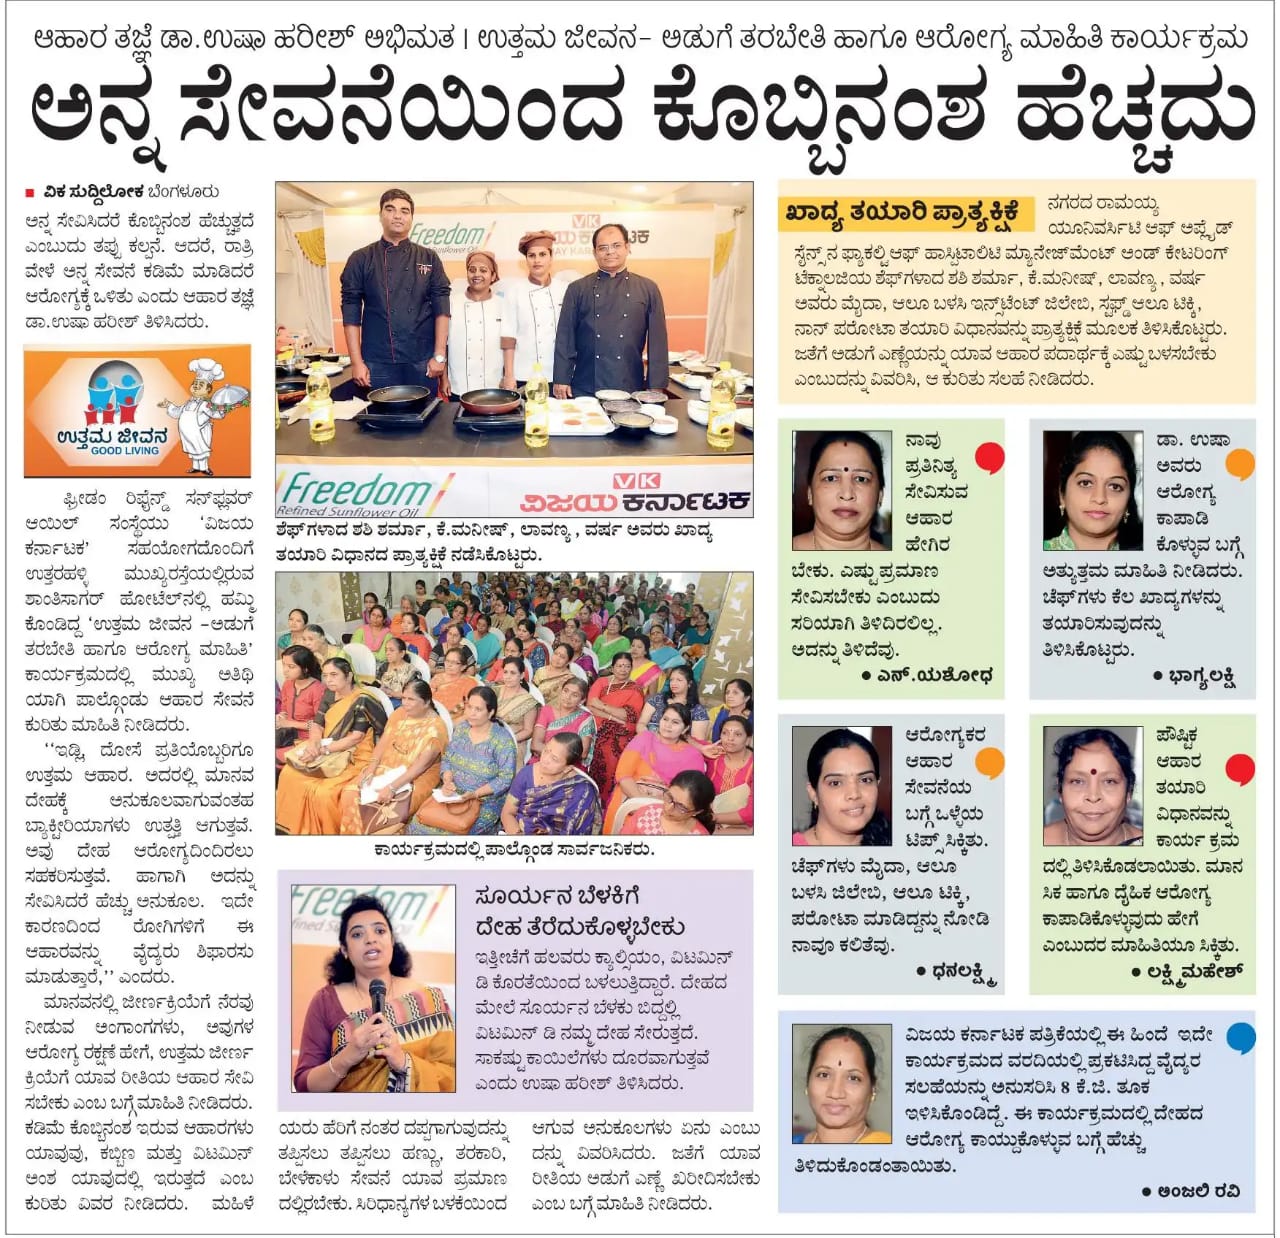 ಆಹಾರ ತಜ್ಞೆ ಡಾ.ಉಷಾ ಹರೀಶ್ ಅಭಿಮತ | ಉತ್ತಮ ಜೀವನ- ಅಡುಗೆ ತರಬೇತಿ ಹಾಗೂ ಆರೋಗ್ಯ ಮಾಹಿತಿ ಕಾರ್ಯಕ್ರಮ
ಅನ್ನ ಸೇವನೆಯಿಂದ ಕೊಬ್ಬಿನಂಶ ಹೆಚ್ಚದು
■ ವಿಕ ಸುದ್ದಿಲೋಕ ಬೆಂಗಳೂರು
ಅನ್ನ ಸೇವಿಸಿದರೆ ಕೊಬ್ಬಿನಂಶ ಹೆಚ್ಚುತ್ತದೆ
ಎಂಬುದು ತಪ್ಪು ಕಲ್ಪನೆ. ಆದರೆ, ರಾತ್ರಿ
ವೇಳೆ ಅನ್ನ ಸೇವನೆ ಕಡಿಮೆ ಮಾಡಿದರೆ
ಆರೋಗ್ಯಕ್ಕೆ ಒಳಿತು ಎಂದು ಆಹಾರ ತಜ್ಞೆ
ಡಾ.ಉಷಾ ಹರೀಶ್ ತಿಳಿಸಿದರು.
ಉತ್ತಮ ಜೀವನ
GOOD LIVING
ಫ್ರೀಡಂ ರಿಫೈನ್ಡ್ ಸನ್‌ಫ್ಲವರ್
ಆಯಿಲ್ ಸಂಸ್ಥೆಯು 'ವಿಜಯ
ಕರ್ನಾಟಕ' ಸಹಯೋಗದೊಂದಿಗೆ
ಉತ್ತರಹಳ್ಳಿ ಮುಖ್ಯರಸ್ತೆಯಲ್ಲಿರುವ
ಶಾಂತಿಸಾಗರ್ ಹೋಟೆಲ್‌ನಲ್ಲಿ ಹಮ್ಮಿ
ಕೊಂಡಿದ್ದ 'ಉತ್ತಮ ಜೀವನ -ಅಡುಗೆ
ತರಬೇತಿ ಹಾಗೂ ಆರೋಗ್ಯ ಮಾಹಿತಿ'
ಕಾರ್ಯಕ್ರಮದಲ್ಲಿ ಮುಖ್ಯ ಅತಿಥಿ
ಯಾಗಿ ಪಾಲ್ಗೊಂಡು ಆಹಾರ ಸೇವನೆ
ಕುರಿತು ಮಾಹಿತಿ ನೀಡಿದರು.
''ಇಡ್ಲಿ, ದೋಸೆ ಪ್ರತಿಯೊಬ್ಬರಿಗೂ
ಉತ್ತಮ ಆಹಾರ. ಅದರಲ್ಲಿ ಮಾನವ
ದೇಹಕ್ಕೆ ಅನುಕೂಲವಾಗುವಂತಹ
ಬ್ಯಾಕ್ಟೀರಿಯಾಗಳು ಉತ್ಪತ್ತಿ ಆಗುತ್ತವೆ.
ಅವು ದೇಹ ಆರೋಗ್ಯದಿಂದಿರಲು
ಸಹಕರಿಸುತ್ತವೆ. ಹಾಗಾಗಿ ಅದನ್ನು
ಸೇವಿಸಿದರೆ ಹೆಚ್ಚು ಅನುಕೂಲ. ಇದೇ
ಕಾರಣದಿಂದ ರೋಗಿಗಳಿಗೆ ಈ
ಆಹಾರವನ್ನು ವೈದ್ಯರು ಶಿಫಾರಸು
ಮಾಡುತ್ತಾರೆ,'' ಎಂದರು.
ಮಾನವನಲ್ಲಿ ಜೀರ್ಣಕ್ರಿಯೆಗೆ ನೆರವು
ನೀಡುವ ಅಂಗಾಂಗಗಳು, ಅವುಗಳ
ಆರೋಗ್ಯ ರಕ್ಷಣೆ ಹೇಗೆ, ಉತ್ತಮ ಜೀರ್ಣ
ಕ್ರಿಯೆಗೆ ಯಾವ ರೀತಿಯ ಆಹಾರ ಸೇವಿ
ಸಬೇಕು ಎಂಬ ಬಗ್ಗೆ ಮಾಹಿತಿ ನೀಡಿದರು.
ಕಡಿಮೆ ಕೊಬ್ಬಿನಂಶ ಇರುವ ಆಹಾರಗಳು
ಯಾವುವು, ಕಬ್ಬಿಣ ಮತ್ತು ವಿಟಮಿನ್
ಅಂಶ ಯಾವುದಲ್ಲಿ ಇರುತ್ತದೆ ಎಂಬ
ಕುರಿತು ವಿವರ ನೀಡಿದರು. ಮಹಿಳೆ
Freedom
Sunflower Oil
VK
Freedom
Refined Sunflower Oil
VK
ವಿಜಯ ಕರ್ನಾಟಕ
ಶೆಫ್‌ಗಳಾದ ಶಶಿ ಶರ್ಮಾ, ಕೆ.ಮನೀಷ್, ಲಾವಣ್ಯ, ವರ್ಷ ಅವರು ಖಾದ್ಯ
ತಯಾರಿ ವಿಧಾನದ ಪ್ರಾತ್ಯಕ್ಷಿಕೆ ನಡೆಸಿಕೊಟ್ಟರು.
ಕಾರ್ಯಕ್ರಮದಲ್ಲಿ ಪಾಲ್ಗೊಂಡ ಸಾರ್ವಜನಿಕರು.
Freedom
efined Sunflower Oil
ಸೂರ್ಯನ ಬೆಳಕಿಗೆ
ದೇಹ ತೆರೆದುಕೊಳ್ಳಬೇಕು
ಇತ್ತೀಚೆಗೆ ಹಲವರು ಕ್ಯಾಲ್ಸಿಯಂ, ವಿಟಮಿನ್
ಡಿ ಕೊರತೆಯಿಂದ ಬಳಲುತ್ತಿದ್ದಾರೆ. ದೇಹದ
ಮೇಲೆ ಸೂರ್ಯನ ಬೆಳಕು ಬಿದ್ದಲ್ಲಿ
ವಿಟಮಿನ್ ಡಿ ನಮ್ಮ ದೇಹ ಸೇರುತ್ತದೆ.
ಸಾಕಷ್ಟು ಕಾಯಿಲೆಗಳು ದೂರವಾಗುತ್ತವೆ
ಎಂದು ಉಷಾ ಹರೀಶ್ ತಿಳಿಸಿದರು.
ಯರು ಹೆರಿಗೆ ನಂತರ ದಪ್ಪಗಾಗುವುದನ್ನು
ತಪ್ಪಿಸಲು ತಪ್ಪಿಸಲು ಹಣ್ಣು, ತರಕಾರಿ,
ಬೇಳೆಕಾಳು ಸೇವನೆ ಯಾವ ಪ್ರಮಾಣ
ದಲ್ಲಿರಬೇಕು. ಸಿರಿಧಾನ್ಯಗಳ ಬಳಕೆಯಿಂದ
ಆಗುವ ಅನುಕೂಲಗಳು ಏನು ಎಂಬು
ದನ್ನು ವಿವರಿಸಿದರು. ಜತೆಗೆ ಯಾವ
ರೀತಿಯ ಅಡುಗೆ ಎಣ್ಣೆ ಖರೀದಿಸಬೇಕು
ಎಂಬ ಬಗ್ಗೆ ಮಾಹಿತಿ ನೀಡಿದರು.
ಖಾದ್ಯ ತಯಾರಿ ಪ್ರಾತ್ಯಕ್ಷಿಕೆ
ನಗರದ ರಾಮಯ್ಯ
ಯೂನಿವರ್ಸಿಟಿ ಆಫ್ ಅಪ್ಲೈಡ್
ಸೈನ್ಸ್‌ನ ಫ್ಯಾಕಲ್ಟಿ ಆಫ್ ಹಾಸ್ಪಿಟಾಲಿಟಿ ಮ್ಯಾನೇಜ್‌ಮೆಂಟ್ ಅಂಡ್ ಕೇಟರಿಂಗ್
ಟೆಕ್ನಾಲಜಿಯ ಶೆಫ್‌ಗಳಾದ ಶಶಿ ಶರ್ಮಾ, ಕೆ.ಮನೀಷ್, ಲಾವಣ್ಯ, ವರ್ಷ
ಅವರು ಮೈದಾ, ಆಲೂ ಬಳಸಿ ಇನ್‌ಸ್ಟೆಂಟ್ ಜಿಲೇಬಿ, ಸ್ಟಫ್ಡ್ ಆಲೂ ಟಿಕ್ಕಿ,
ನಾನ್ ಪರೋಟಾ ತಯಾರಿ ವಿಧಾನವನ್ನು ಪ್ರಾತ್ಯಕ್ಷಿಕೆ ಮೂಲಕ ತಿಳಿಸಿಕೊಟ್ಟರು.
ಜತೆಗೆ ಅಡುಗೆ ಎಣ್ಣೆಯನ್ನು ಯಾವ ಆಹಾರ ಪದಾರ್ಥಕ್ಕೆ ಎಷ್ಟು ಬಳಸಬೇಕು
ಎಂಬುದನ್ನು ವಿವರಿಸಿ, ಆ ಕುರಿತು ಸಲಹೆ ನೀಡಿದರು.
ನಾವು
ಪ್ರತಿನಿತ್ಯ
ಸೇವಿಸುವ
ಆಹಾರ
ಹೇಗಿರ
ಬೇಕು. ಎಷ್ಟು ಪ್ರಮಾಣ
ಸೇವಿಸಬೇಕು ಎಂಬುದು
ಸರಿಯಾಗಿ ತಿಳಿದಿರಲಿಲ್ಲ.
ಅದನ್ನು ತಿಳಿದೆವು.
● ಎನ್.ಯಶೋಧ
ಡಾ. ಉಷಾ
ಅವರು
ಆರೋಗ್ಯ
ಕಾಪಾಡಿ
ಕೊಳ್ಳುವ ಬಗ್ಗೆ
ಅತ್ಯುತ್ತಮ ಮಾಹಿತಿ ನೀಡಿದರು.
ಚೆಫ್‌ಗಳು ಕೆಲ ಖಾದ್ಯಗಳನ್ನು
ತಯಾರಿಸುವುದನ್ನು
ತಿಳಿಸಿಕೊಟ್ಟರು.
● ಭಾಗ್ಯಲಕ್ಷ್ಮಿ
ಆರೋಗ್ಯಕರ
ಆಹಾರ
ಸೇವನೆಯ
ಬಗ್ಗೆ ಒಳ್ಳೆಯ
ಟಿಪ್ಸ್ ಸಿಕ್ಕಿತು.
ಚೆಫ್‌ಗಳು ಮೈದಾ, ಆಲೂ
ಬಳಸಿ ಜಿಲೇಬಿ, ಆಲೂ ಟಿಕ್ಕಿ,
ಪರೋಟಾ ಮಾಡಿದ್ದನ್ನು ನೋಡಿ
ನಾವೂ ಕಲಿತೆವು.
● ಧನಲಕ್ಷ್ಮಿ
ಪೌಷ್ಟಿಕ
ಆಹಾರ
ತಯಾರಿ
ವಿಧಾನವನ್ನು
ಕಾರ್ಯ ಕ್ರಮ
ದಲ್ಲಿ ತಿಳಿಸಿಕೊಡಲಾಯಿತು. ಮಾನ
ಸಿಕ ಹಾಗೂ ದೈಹಿಕ ಆರೋಗ್ಯ
ಕಾಪಾಡಿಕೊಳ್ಳುವುದು ಹೇಗೆ
ಎಂಬುದರ ಮಾಹಿತಿಯೂ ಸಿಕ್ಕಿತು.
● ಲಕ್ಷ್ಮಿ ಮಹೇಶ್
ವಿಜಯ ಕರ್ನಾಟಕ ಪತ್ರಿಕೆಯಲ್ಲಿ ಈ ಹಿಂದೆ ಇದೇ
ಕಾರ್ಯಕ್ರಮದ ವರದಿಯಲ್ಲಿ ಪ್ರಕಟಿಸಿದ್ದ ವೈದ್ಯರ
ಸಲಹೆಯನ್ನು ಅನುಸರಿಸಿ 8 ಕೆ.ಜಿ. ತೂಕ
ಇಳಿಸಿಕೊಂಡಿದ್ದೆ. ಈ ಕಾರ್ಯಕ್ರಮದಲ್ಲಿ ದೇಹದ
ಆರೋಗ್ಯ ಕಾಯ್ದುಕೊಳ್ಳುವ ಬಗ್ಗೆ ಹೆಚ್ಚು
ತಿಳಿದುಕೊಂಡಂತಾಯಿತು.
● ಅಂಜಲಿ ರವಿ